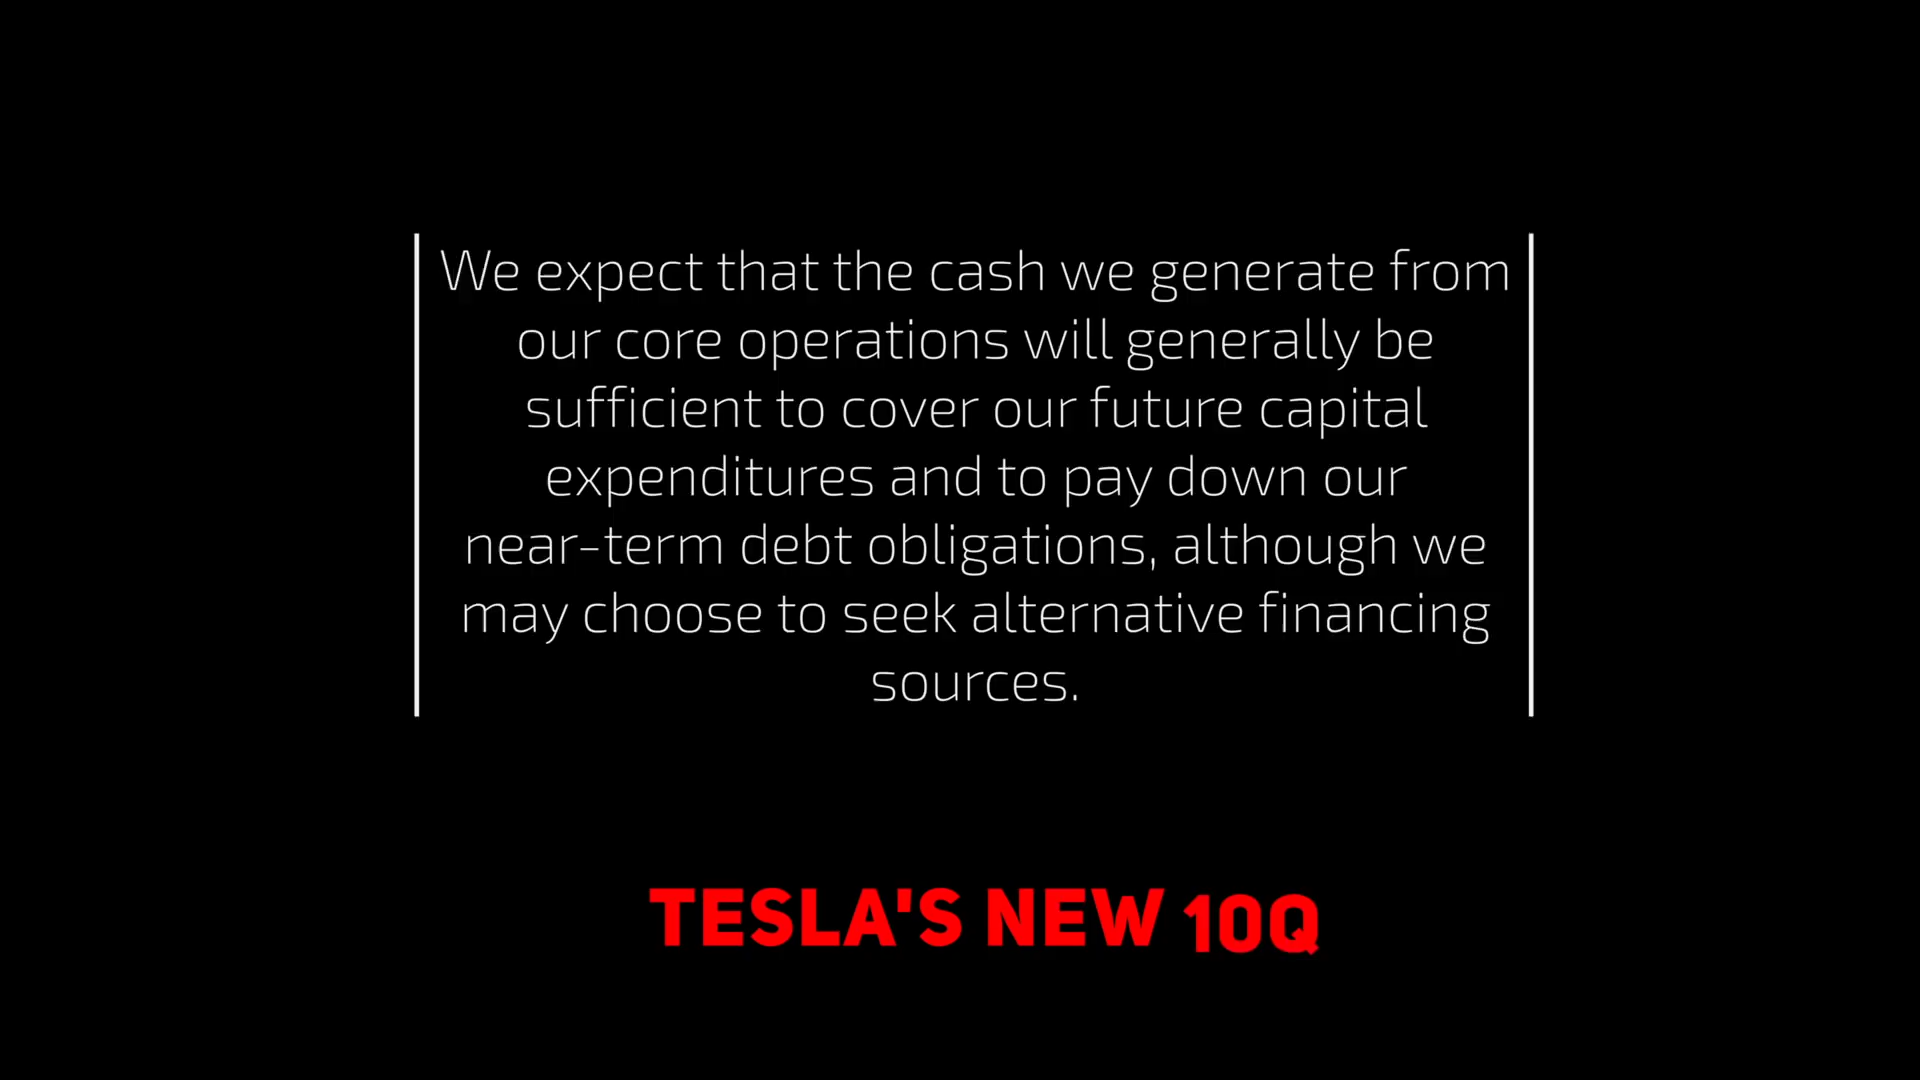 We expect that the cash we generate from
our core operations will generally be
sufficient to cover our future capital
expenditures and to pay down our
near-term debt obligations, although we
may choose to seek alternative financing
sources.
TESLA'S NEW 10Q